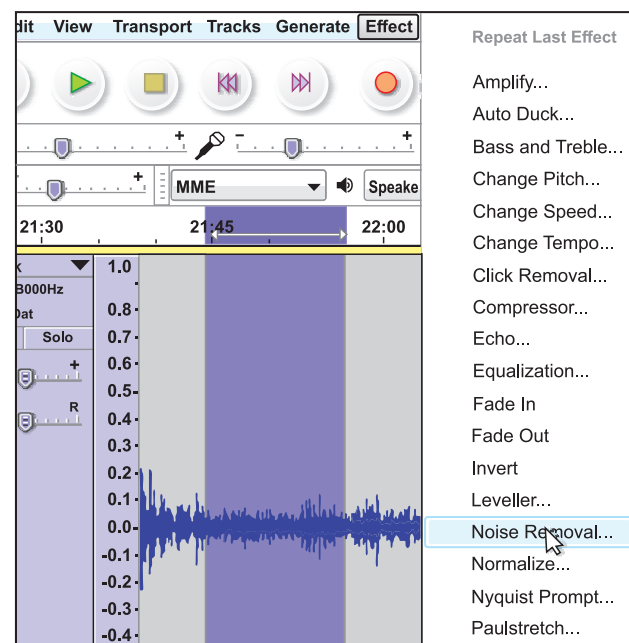 dit View Transport Tracks Generate Effect
MME Speake
21:30 21:45 22:00
k 1.0
B000Hz
Dat 0.8
Solo 0.7
0.6
+
0.5
R
0.4
0.3
0.2
0.1
0.0
-0.1
-0.2
-0.3
-0.4
Repeat Last Effect
Amplify...
Auto Duck...
Bass and Treble...
Change Pitch...
Change Speed...
Change Tempo...
Click Removal...
Compressor...
Echo...
Equalization...
Fade In
Fade Out
Invert
Leveller...
Noise Removal...
Normalize...
Nyquist Prompt...
Paulstretch...